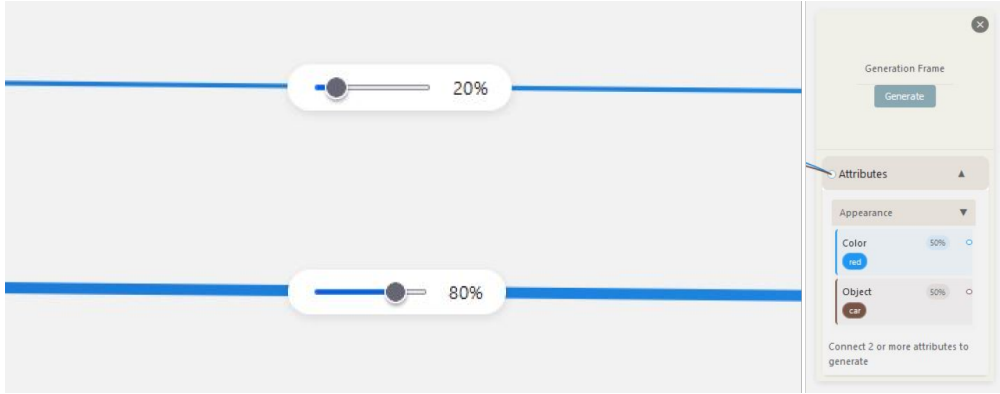 20%
80%
Generation Frame
Generate
Attributes
Appearance
Color 50%
red
Object 50%
car
Connect 2 or more attributes to
generate